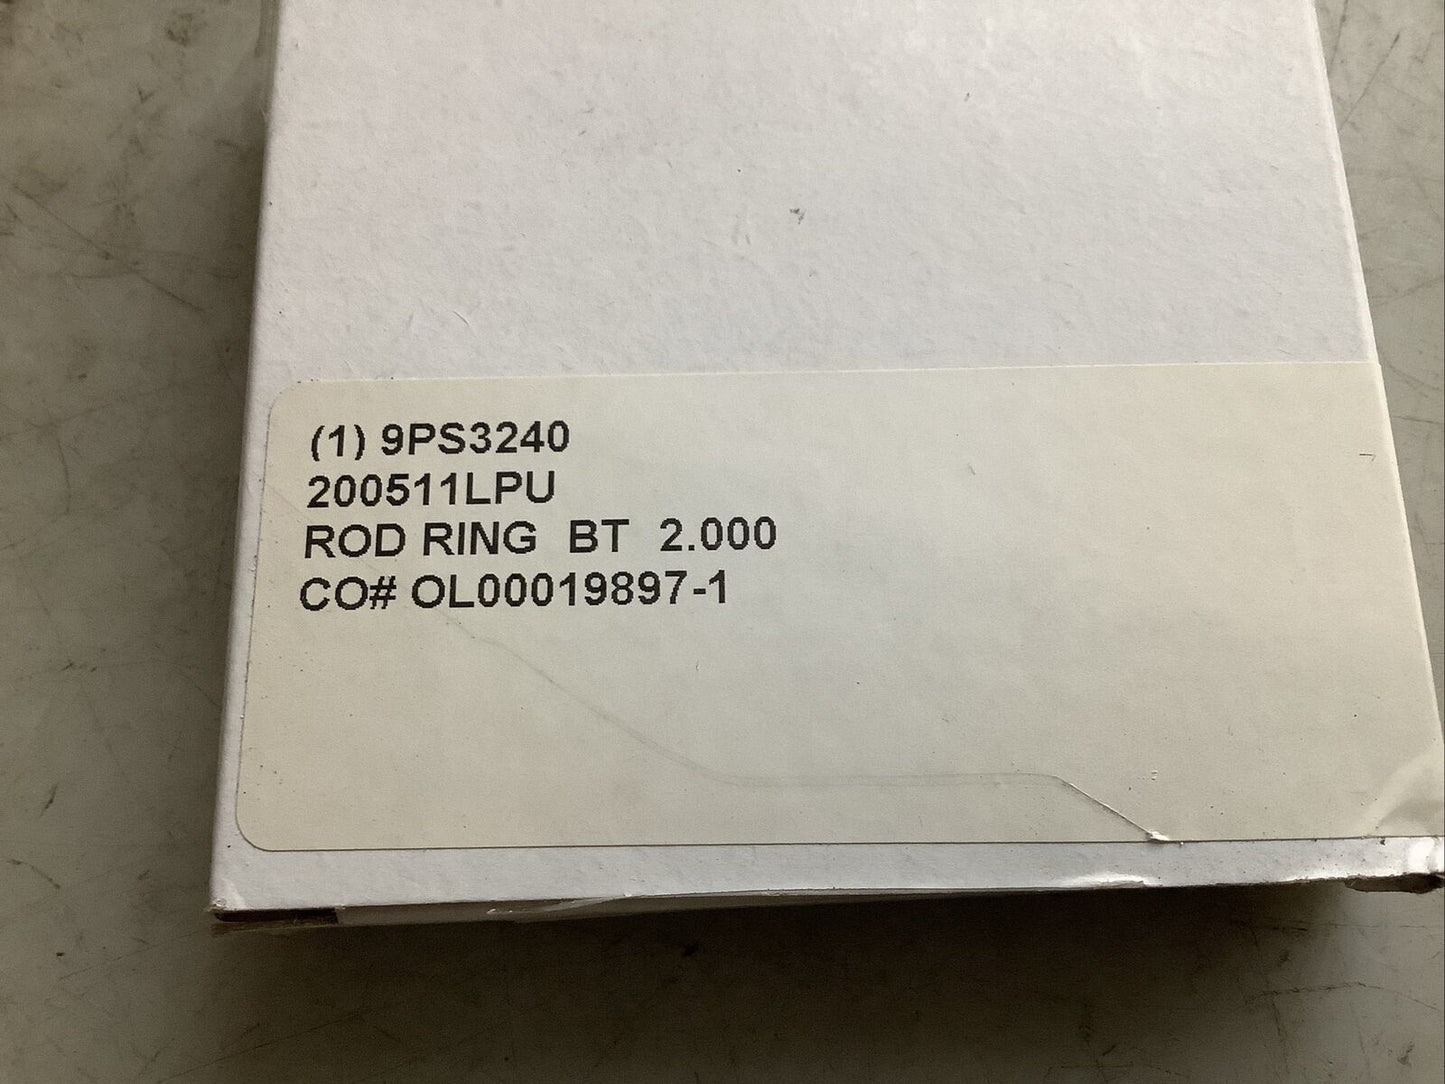 (1) 9PS3240
200511LPU
ROD RING BT 2.000
CO# OL00019897-1